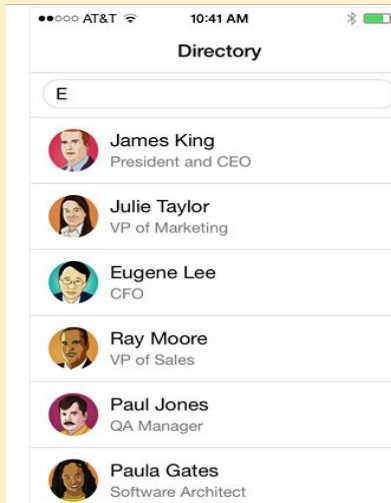 AT&T 10:41 AM
Directory
E
James King
President and CEO
Julie Taylor
VP of Marketing
Eugene Lee
CFO
Ray Moore
VP of Sales
Paul Jones
QA Manager
Paula Gates
Software Architect